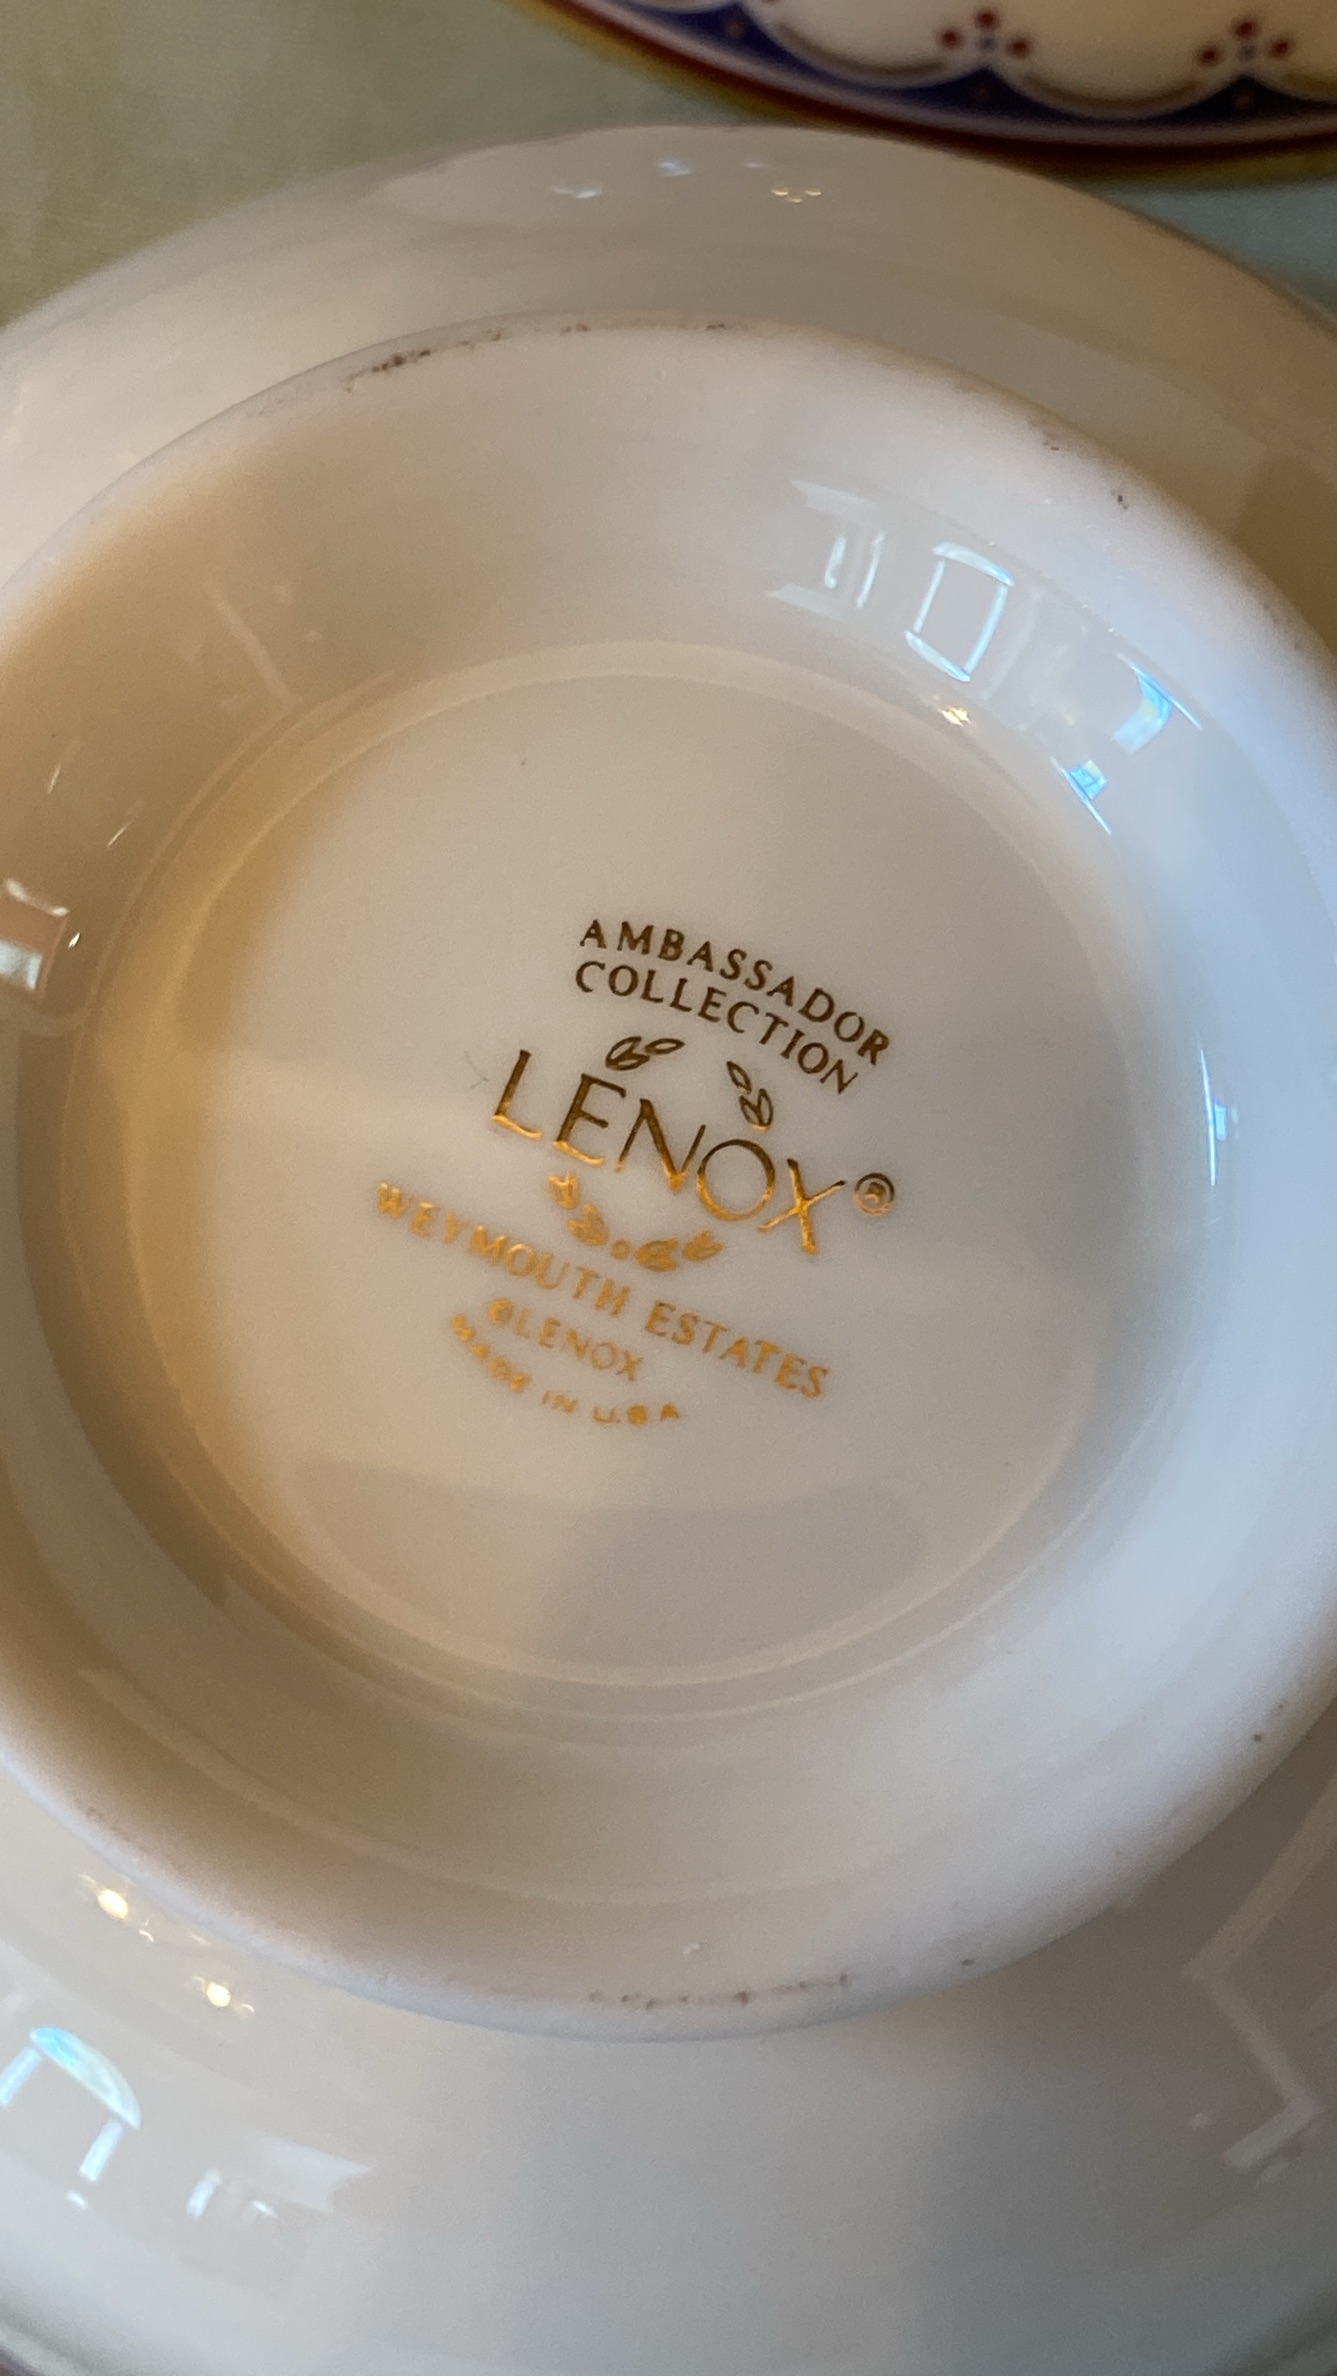 AMBASSADOR
COLLECTION
LENOX®
WEYMOUTH ESTATES
©LENOX
MADE IN U.S.A